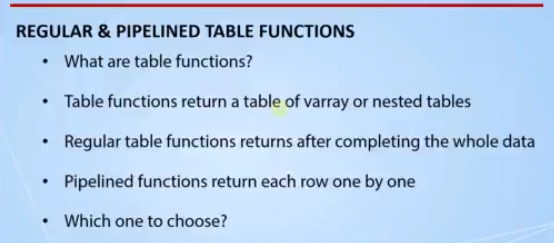 REGULAR & PIPELINED TABLE FUNCTIONS
• What are table functions?
• Table functions return a table of varray or nested tables
• Regular table functions returns after completing the whole data
• Pipelined functions return each row one by one
• Which one to choose?